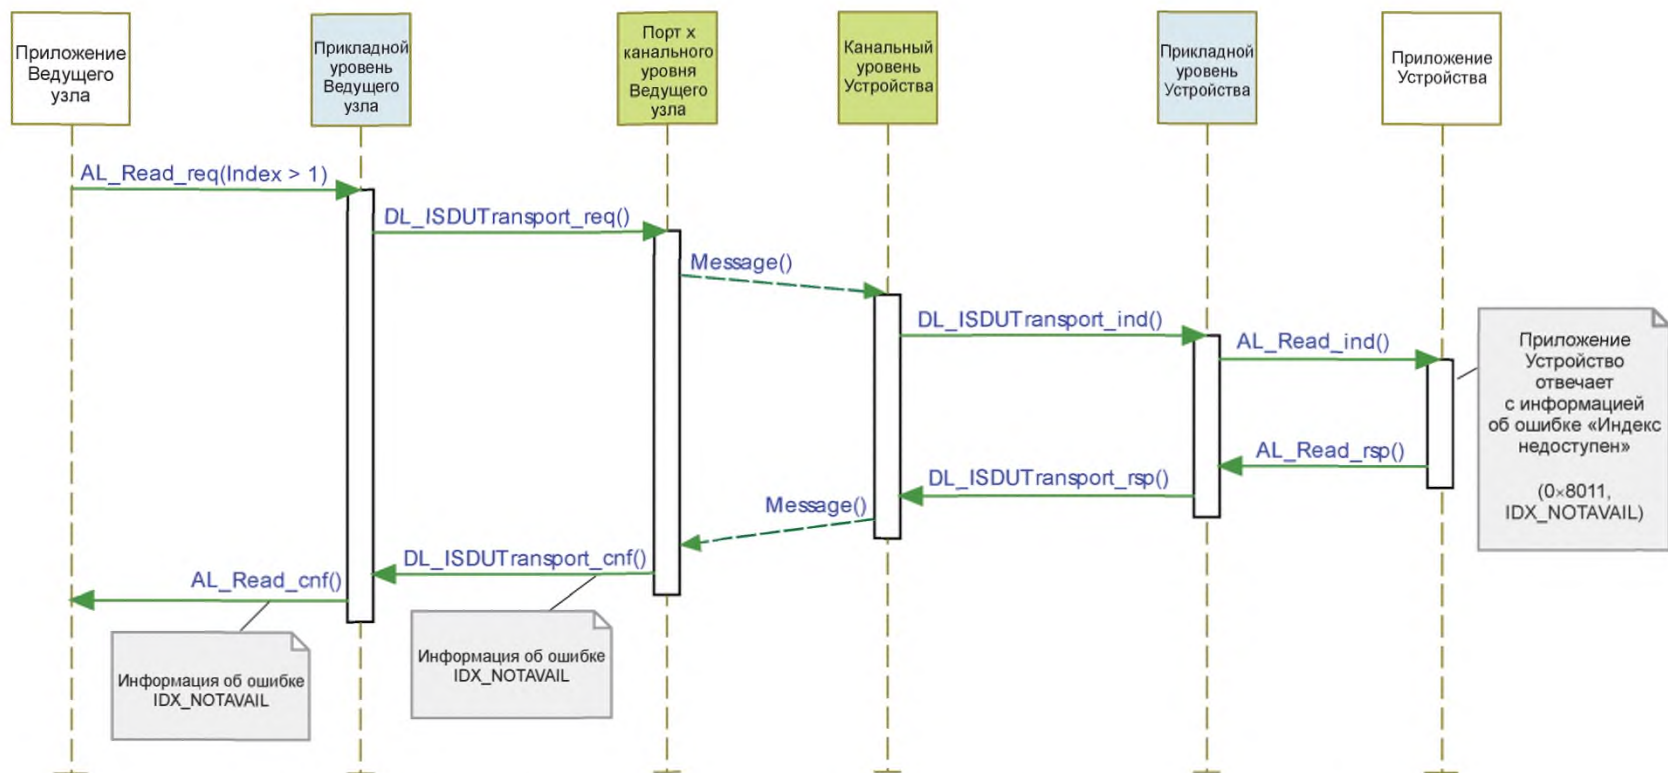 Приложение
Ведущего
узла
Прикладной
уровень
Ведущего
узла
Порт x
канального
уровня
Ведущего
узла
Канальный
уровень
Устройства
Прикладной
уровень
Устройства
Приложение
Устройства
AL_Read_req(Index > 1)
DL_ISDUTransport_req()
Message()
DL_ISDUTransport_ind()
AL_Read_ind()
Приложение
Устройство
отвечает
с информацией
об ошибке «Индекс
недоступен»
(0×8011,
IDX_NOTAVAIL)
AL_Read_rsp()
DL_ISDUTransport_rsp()
Message()
DL_ISDUTransport_cnf()
AL_Read_cnf()
Информация об ошибке
IDX_NOTAVAIL
Информация об ошибке
IDX_NOTAVAIL